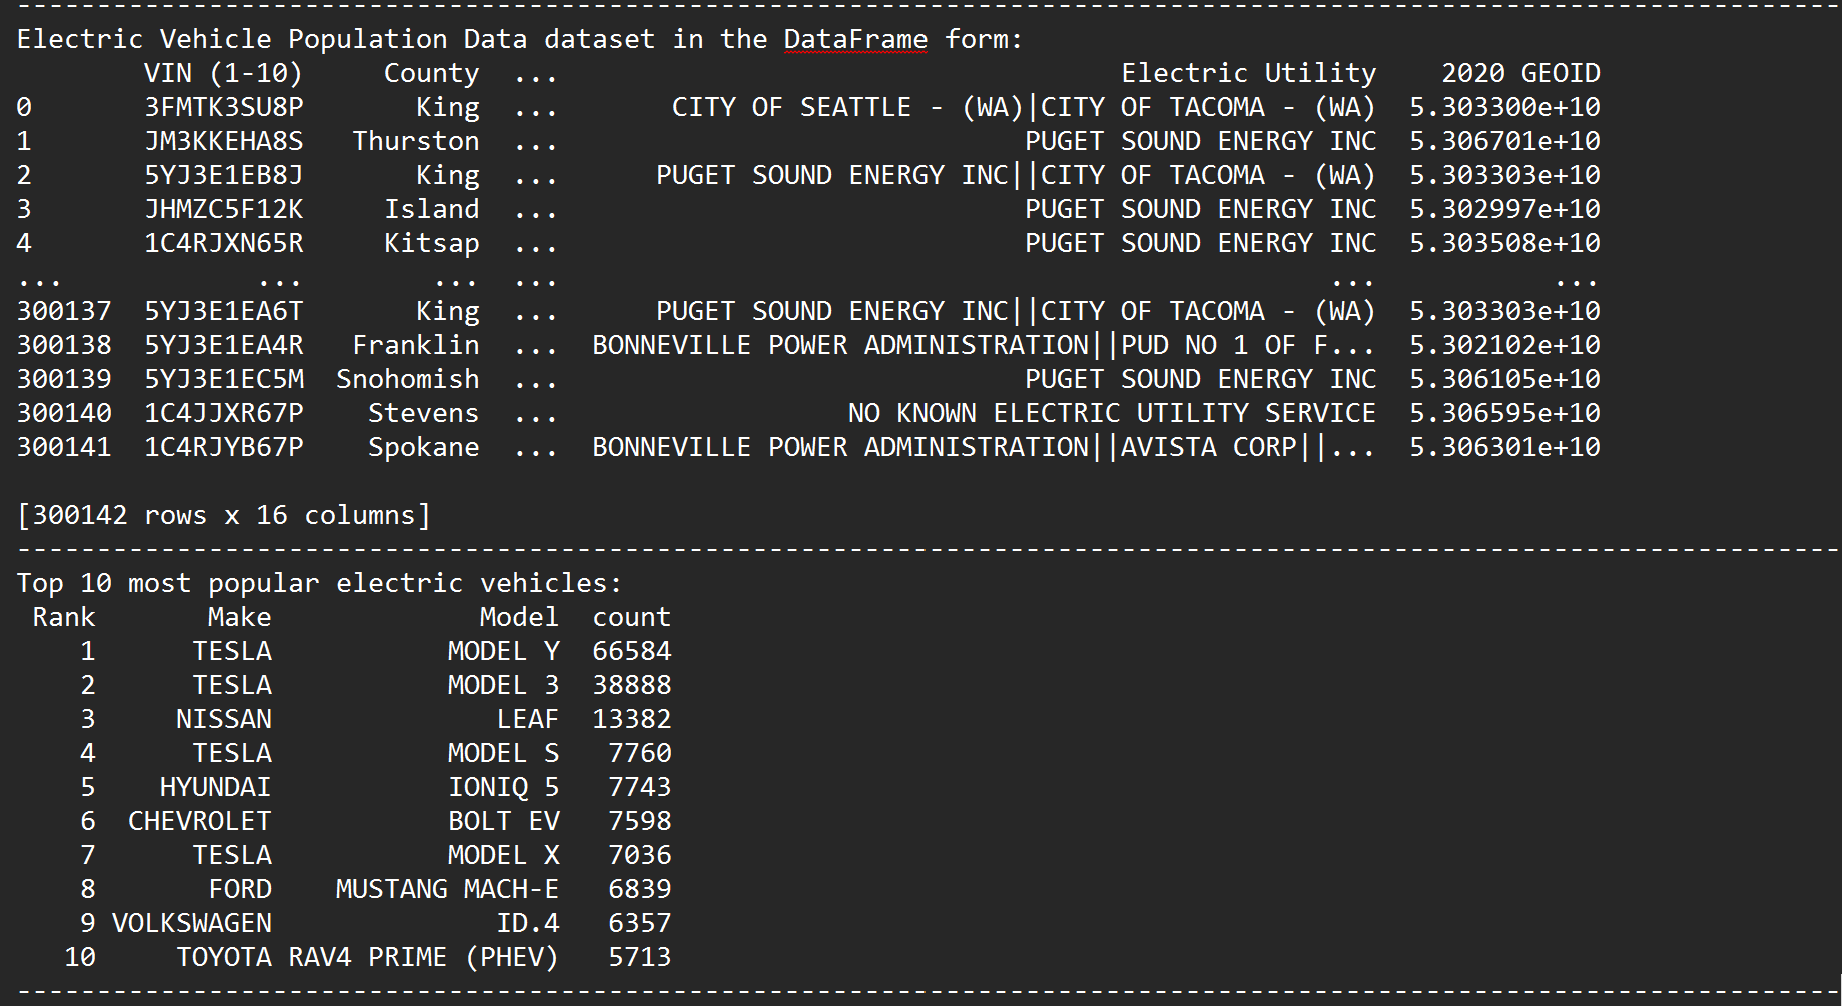 --------------------------------------------------------------------------------------------------------------------
Electric Vehicle Population Data dataset in the DataFrame form:
        VIN (1-10)     County  ...                                   Electric Utility    2020 GEOID
0       3FMTK3SU8P       King  ...       CITY OF SEATTLE - (WA)|CITY OF TACOMA - (WA)  5.303300e+10
1       JM3KKEHA8S   Thurston  ...                             PUGET SOUND ENERGY INC  5.306701e+10
2       5YJ3E1EB8J       King  ...      PUGET SOUND ENERGY INC||CITY OF TACOMA - (WA)  5.303303e+10
3       JHMZC5F12K     Island  ...                             PUGET SOUND ENERGY INC  5.302997e+10
4       1C4RJXN65R     Kitsap  ...                             PUGET SOUND ENERGY INC  5.303508e+10
...            ...        ...  ...                                                ...           ...
300137  5YJ3E1EA6T       King  ...      PUGET SOUND ENERGY INC||CITY OF TACOMA - (WA)  5.303303e+10
300138  5YJ3E1EA4R   Franklin  ...  BONNEVILLE POWER ADMINISTRATION||PUD NO 1 OF F...  5.302102e+10
300139  5YJ3E1EC5M  Snohomish  ...                             PUGET SOUND ENERGY INC  5.306105e+10
300140  1C4JJXR67P    Stevens  ...                  NO KNOWN ELECTRIC UTILITY SERVICE  5.306595e+10
300141  1C4RJYB67P    Spokane  ...  BONNEVILLE POWER ADMINISTRATION||AVISTA CORP||...  5.306301e+10
[300142 rows x 16 columns]
--------------------------------------------------------------------------------------------------------------------
Top 10 most popular electric vehicles:
 Rank       Make             Model  count
    1      TESLA           MODEL Y  66584
    2      TESLA           MODEL 3  38888
    3     NISSAN              LEAF  13382
    4      TESLA           MODEL S   7760
    5    HYUNDAI           IONIQ 5   7743
    6  CHEVROLET           BOLT EV   7598
    7      TESLA           MODEL X   7036
    8       FORD    MUSTANG MACH-E   6839
    9 VOLKSWAGEN              ID.4   6357
   10     TOYOTA RAV4 PRIME (PHEV)   5713
--------------------------------------------------------------------------------------------------------------------